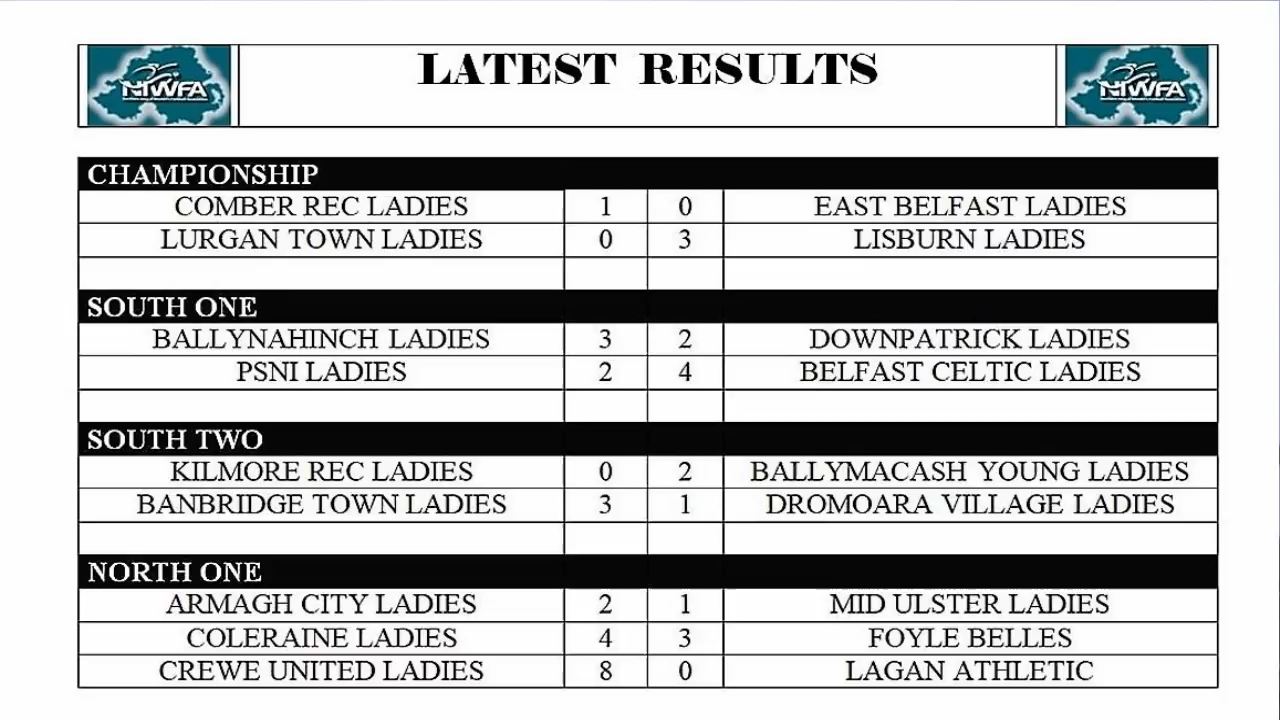 NIWFA LATEST RESULTS NIWFA
CHAMPIONSHIP
COMBER REC LADIES 1 0 EAST BELFAST LADIES
LURGAN TOWN LADIES 0 3 LISBURN LADIES
SOUTH ONE
BALLYNAHINCH LADIES 3 2 DOWNPATRICK LADIES
PSNI LADIES 2 4 BELFAST CELTIC LADIES
SOUTH TWO
KILMORE REC LADIES 0 2 BALLYMACASH YOUNG LADIES
BANBRIDGE TOWN LADIES 3 1 DROMOARA VILLAGE LADIES
NORTH ONE
ARMAGH CITY LADIES 2 1 MID ULSTER LADIES
COLERAINE LADIES 4 3 FOYLE BELLES
CREWE UNITED LADIES 8 0 LAGAN ATHLETIC